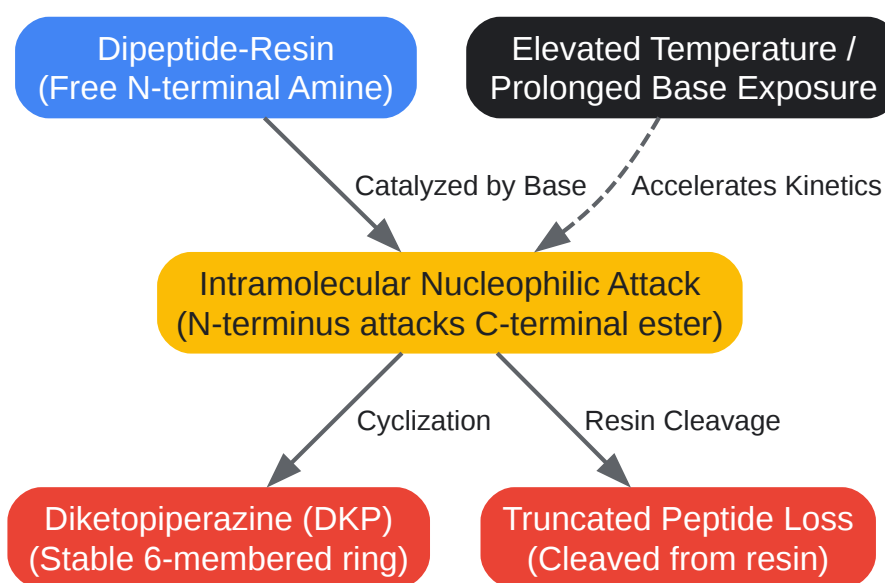 Dipeptide-Resin
(Free N-terminal Amine)
Elevated Temperature /
Prolonged Base Exposure
Catalyzed by Base
Accelerates Kinetics
Intramolecular Nucleophilic Attack
(N-terminus attacks C-terminal ester)
Cyclization
Resin Cleavage
Diketopiperazine (DKP)
(Stable 6-membered ring)
Truncated Peptide Loss
(Cleaved from resin)